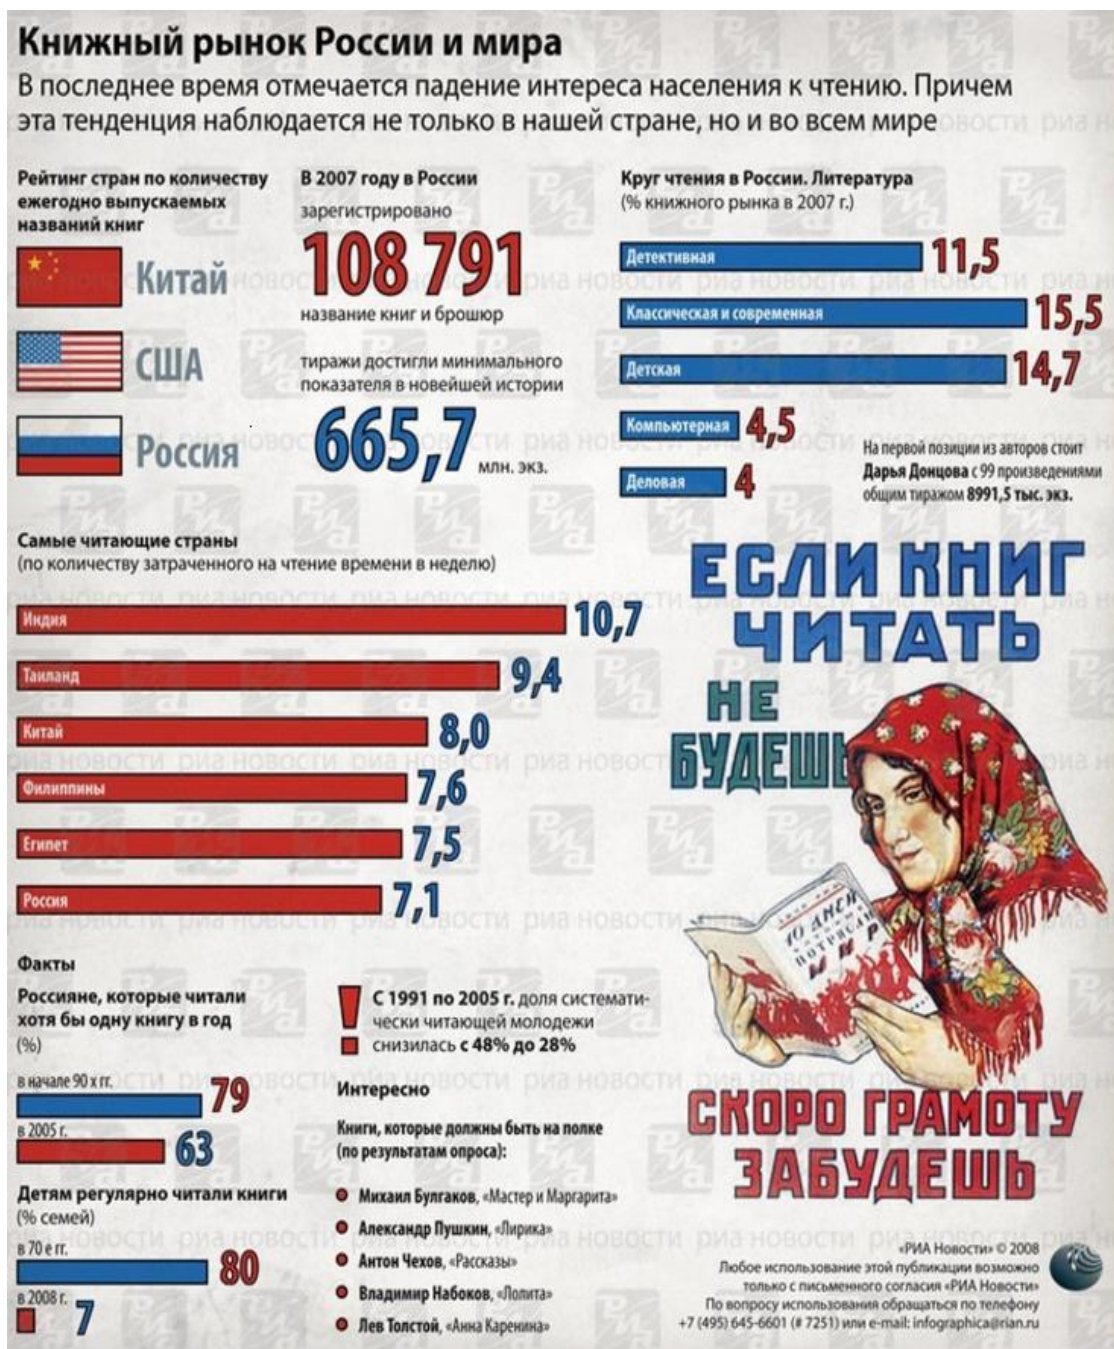 Книжный рынок России и мира
В последнее время отмечается падение интереса населения к чтению. Причем
эта тенденция наблюдается не только в нашей стране, но и во всем мире
Рейтинг стран по количеству
ежегодно выпускаемых
названий книг
Китай
США
Россия
В 2007 году в России
зарегистрировано
108 791
название книг и брошюр
тиражи достигли минимального
показателя в новейшей истории
665,7
млн. экз.
Круг чтения в России. Литература
(% книжного рынка в 2007 г.)
Детективная 11,5
Классическая и современная 15,5
Детская 14,7
Компьютерная 4,5
Деловая 4
На первой позиции из авторов стоит
Дарья Донцова с 99 произведениями
общим тиражом 8991,5 тыс. экз.
Самые читающие страны
(по количеству затраченного на чтение времени в неделю)
Индия 10,7
Таиланд 9,4
Китай 8,0
Филиппины 7,6
Египет 7,5
Россия 7,1
ЕСЛИ КНИГ
ЧИТАТЬ
НЕ
БУДЕШЬ
10 ДНЕЙ
ПОТРЯСЛИ
МИР
СКОРО ГРАМОТУ
ЗАБУДЕШЬ
Факты
Россияне, которые читали
хотя бы одну книгу в год
(%)
в начале 90 х гг.
79
в 2005 г.
63
Детям регулярно читали книги
(% семей)
в 70 е гг.
80
в 2008 г.
7
! С 1991 по 2005 г. доля системати-
чески читающей молодежи
снизилась с 48% до 28%
Интересно
Книги, которые должны быть на полке
(по результатам опроса):
Михаил Булгаков, «Мастер и Маргарита»
Александр Пушкин, «Лирика»
Антон Чехов, «Рассказы»
Владимир Набоков, «Лолита»
Лев Толстой, «Анна Каренина»
«РИА Новости» © 2008
Любое использование этой публикации возможно
только с письменного согласия «РИА Новости»
По вопросу использования обращаться по телефону
+7 (495) 645-6601 (# 7251) или e-mail: infographica@rian.ru